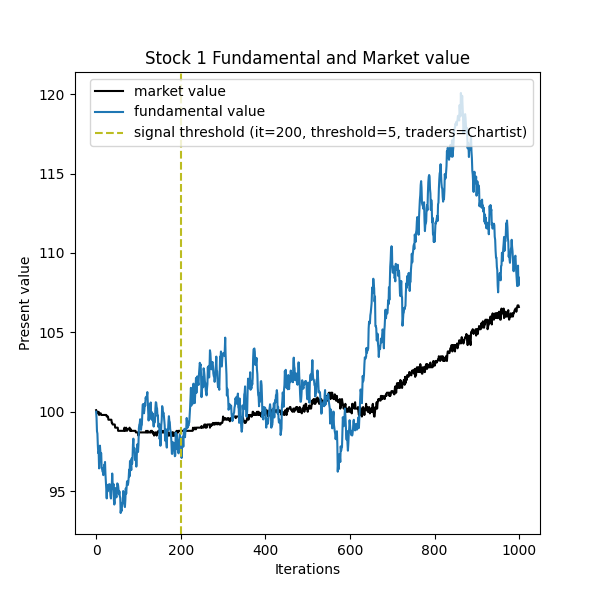 Stock 1 Fundamental and Market value
market value
fundamental value
signal threshold (it=200, threshold=5, traders=Chartist)
Present value
120
115
110
105
100
95
0 200 400 600 800 1000
Iterations